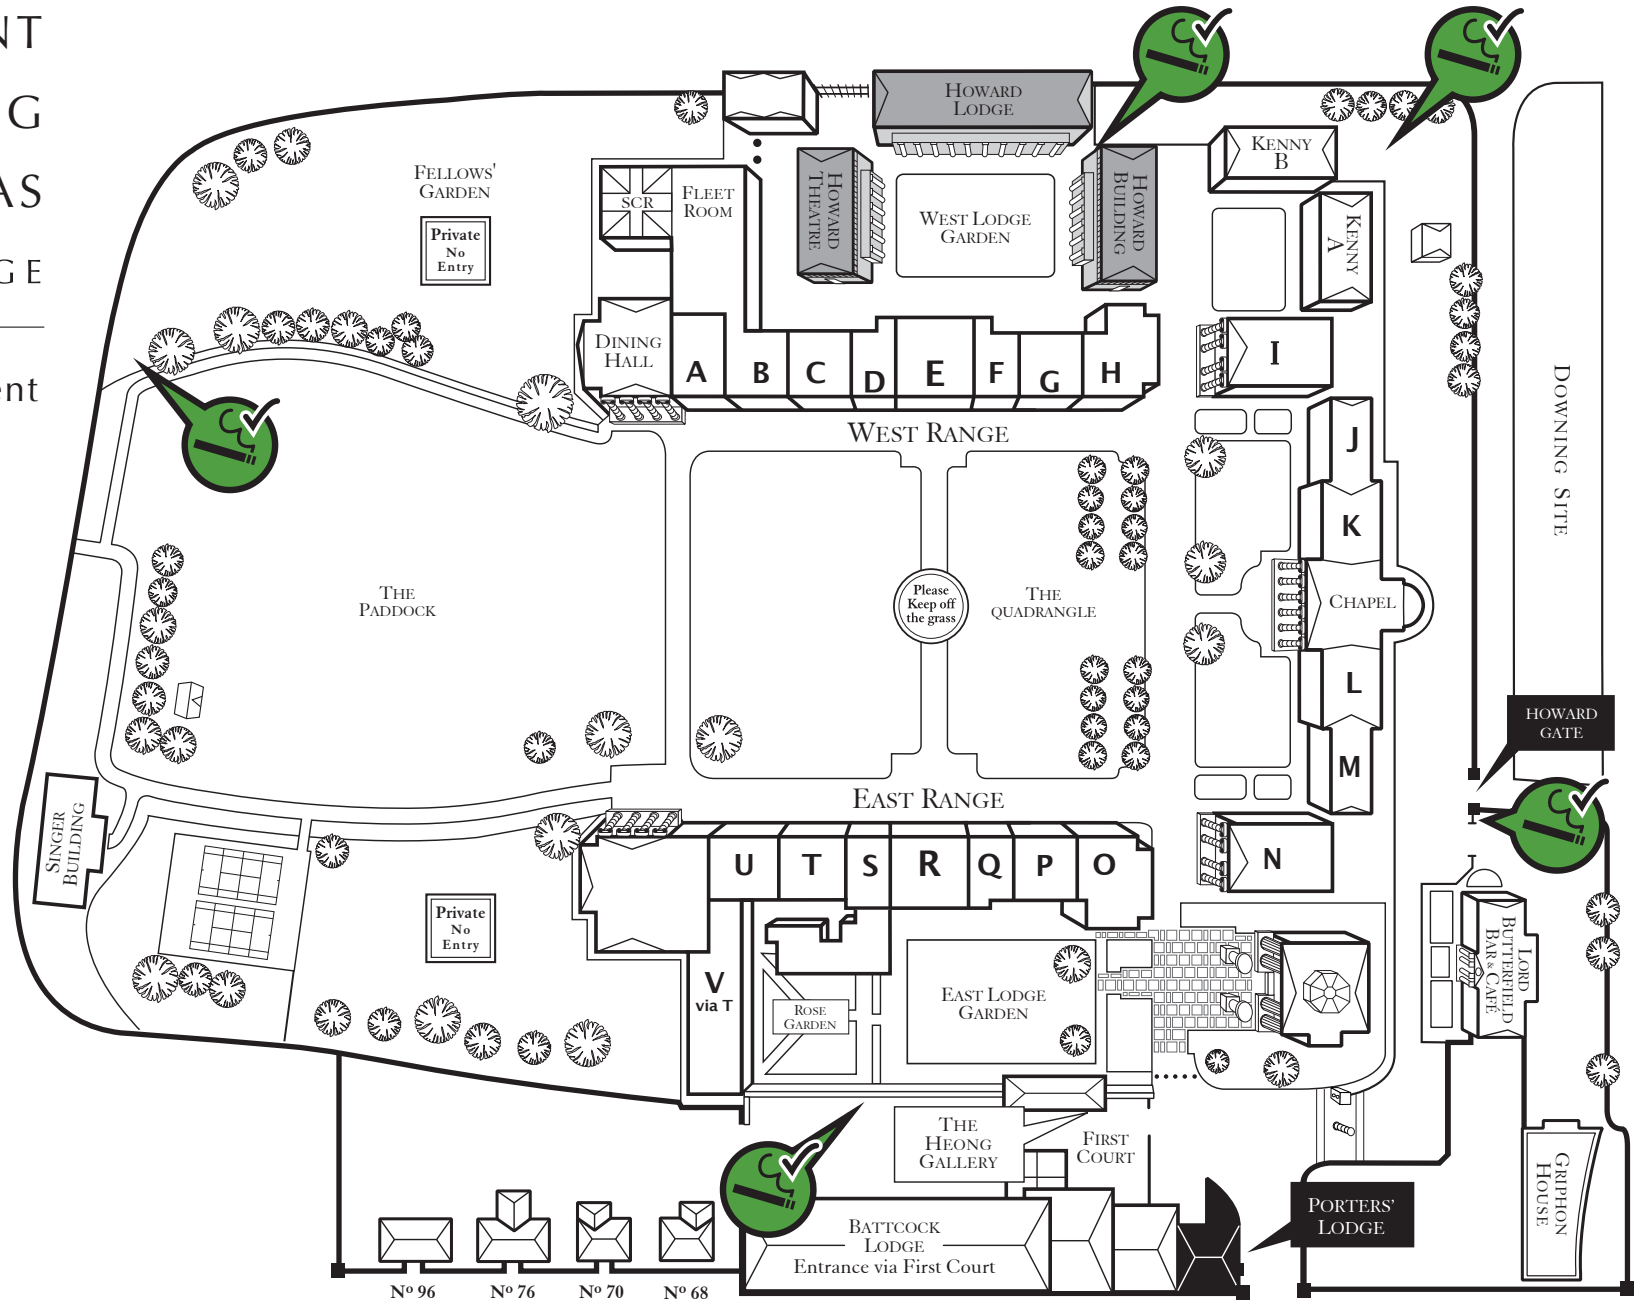 NT
G
AS
GE
ent
HOWARD
LODGE
KENNY
B
FELLOWS'
GARDEN
SCR
FLEET
ROOM
HOWARD
THEATRE
WEST LODGE
GARDEN
HOWARD
BUILDING
KENNY
A
Private
No
Entry
DINING
HALL
A
B
C
D
E
F
G
H
I
DOWNING SITE
WEST RANGE
J
K
THE
PADDOCK
Please
Keep off
the grass
THE
QUADRANGLE
CHAPEL
L
HOWARD
GATE
M
EAST RANGE
SINGER
BUILDING
U
T
S
R
Q
P
O
N
Private
No
Entry
V
via T
ROSE
GARDEN
EAST LODGE
GARDEN
LORD
BUTTERFIELD
BAR & CAFÉ
THE
HEONG
GALLERY
FIRST
COURT
GRIPHON
HOUSE
PORTERS'
LODGE
BATTCOCK
LODGE
Entrance via First Court
Nº 96
Nº 76
Nº 70
Nº 68